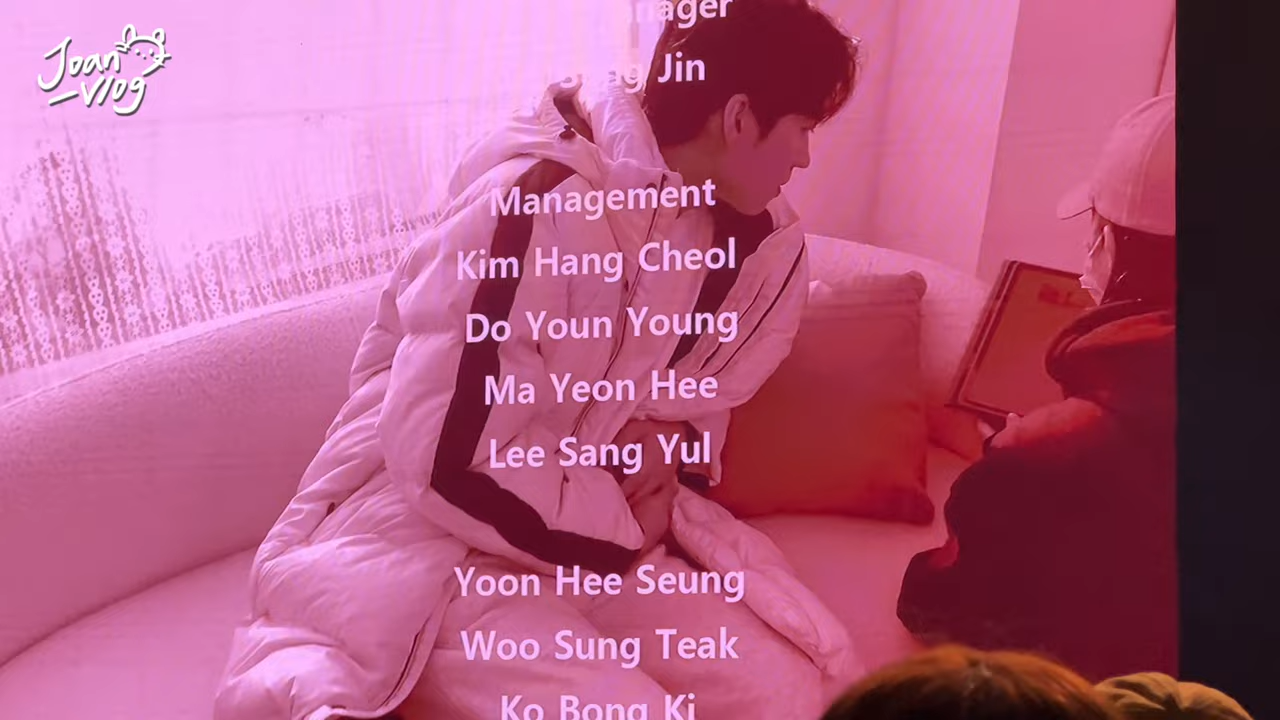 Joan
vlog
Jin
Management
Kim Hang Cheol
Do Youn Young
Ma Yeon Hee
Lee Sang Yul
Yoon Hee Seung
Woo Sung Teak
Ko Bong Ki